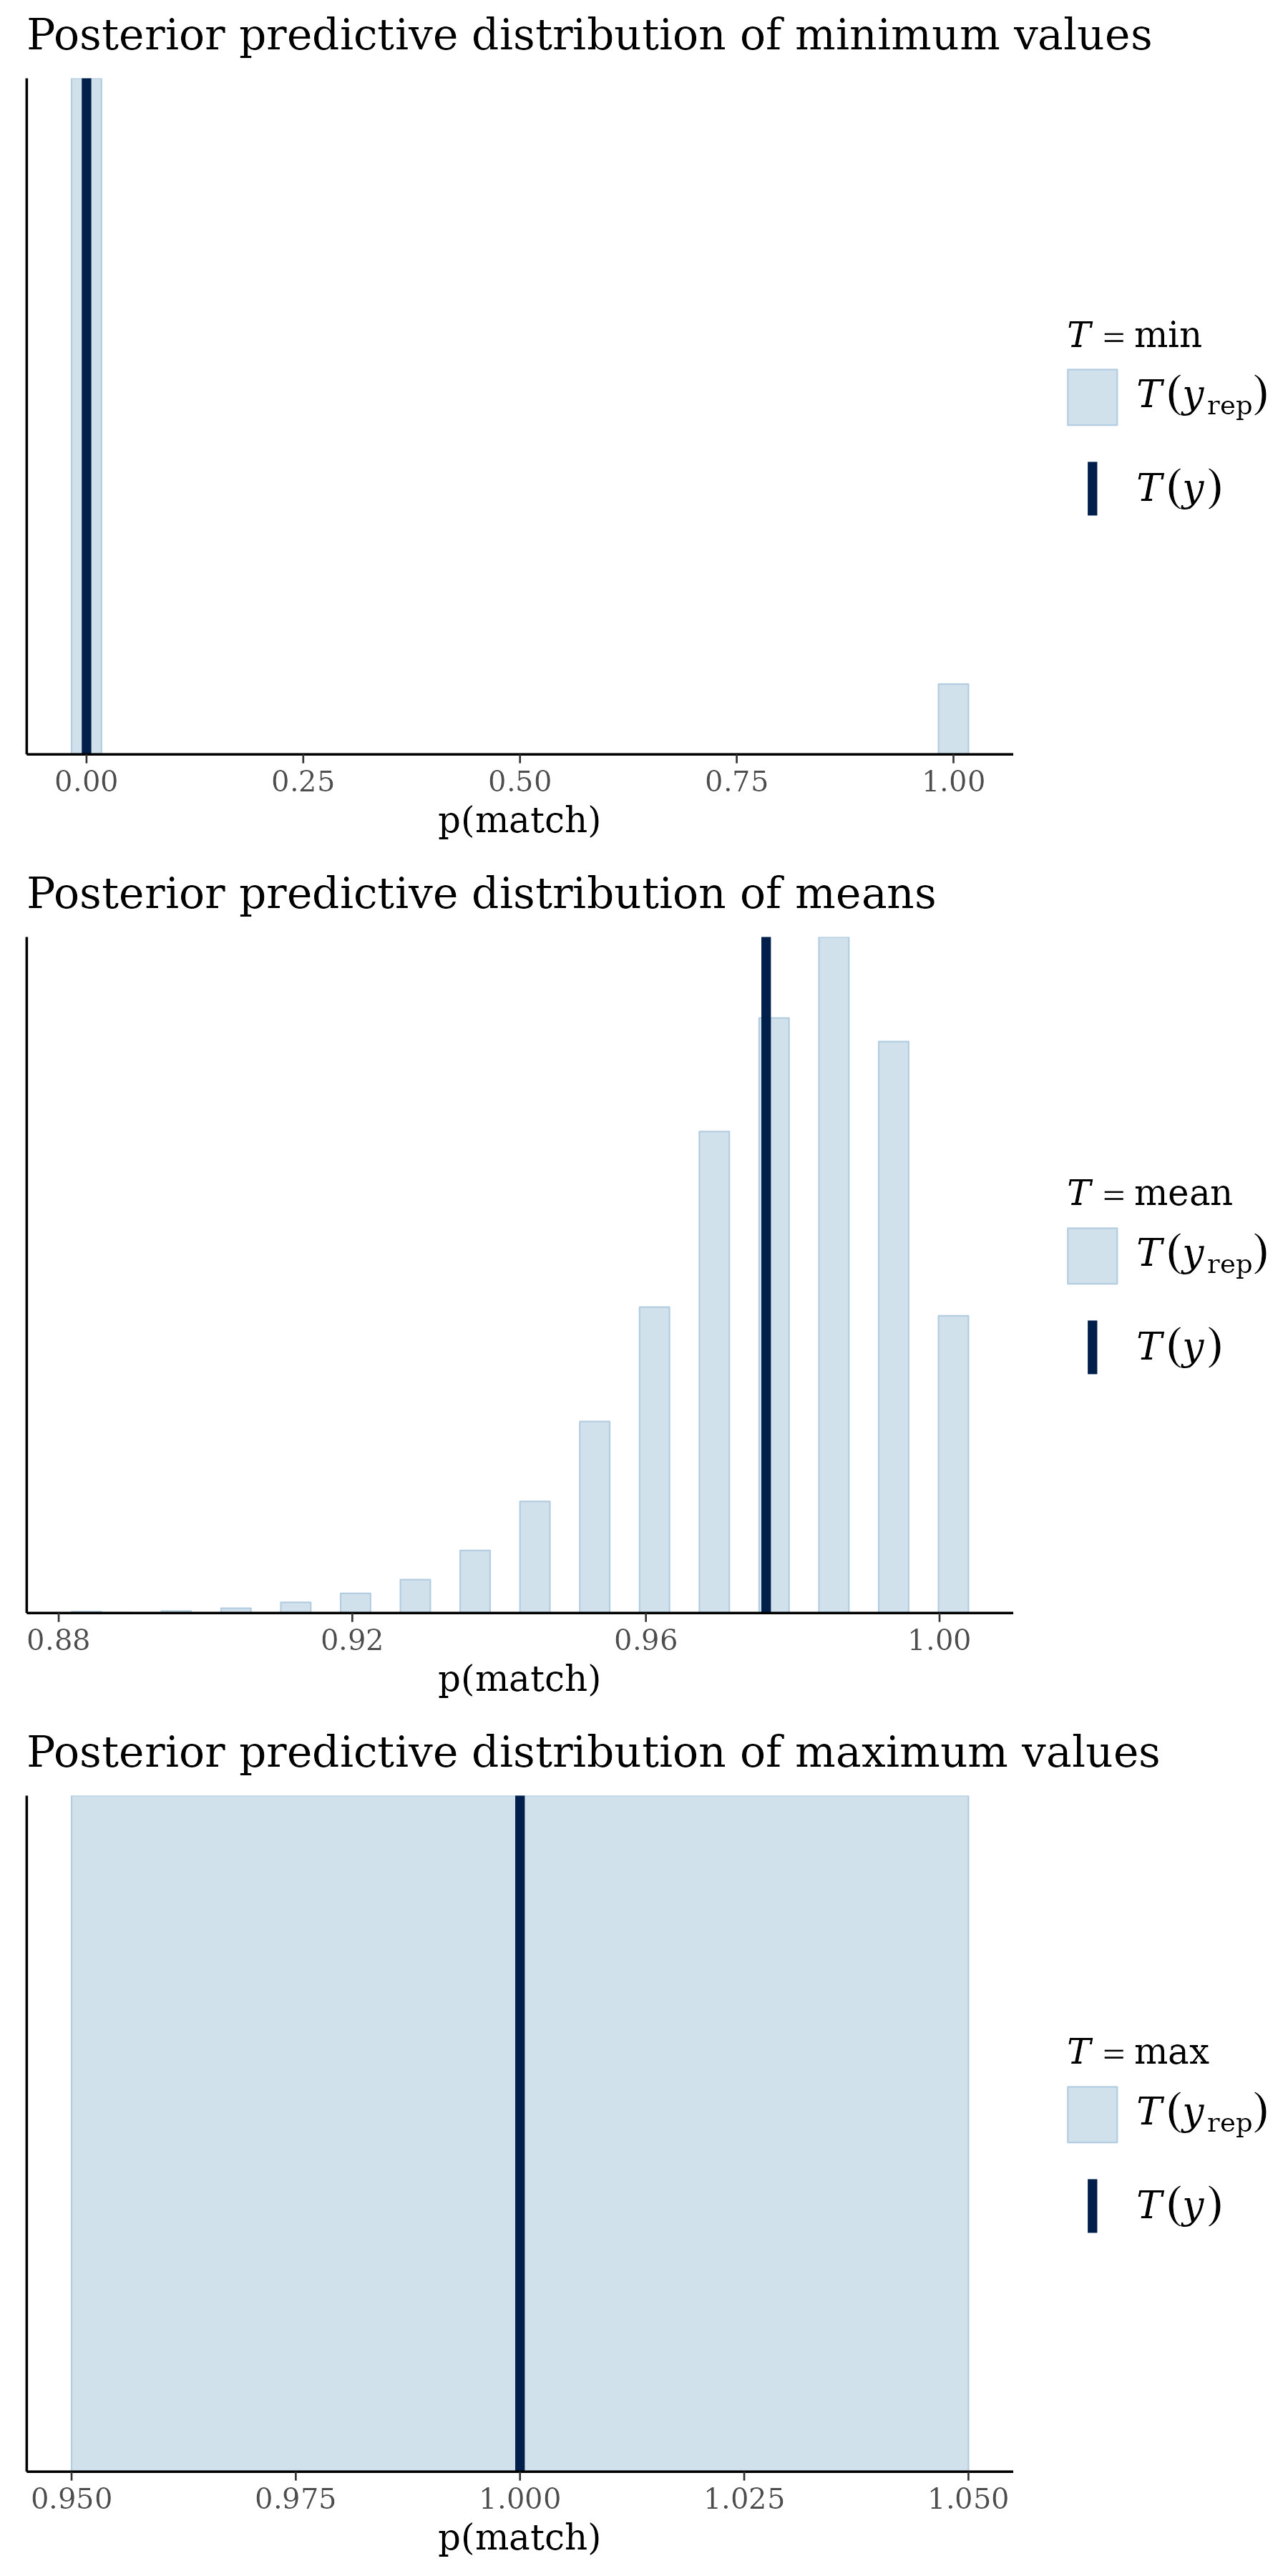 Posterior predictive distribution of minimum values
T = min
T(y_rep)
T(y)
0.00 0.25 0.50 0.75 1.00
p(match)
Posterior predictive distribution of means
T = mean
T(y_rep)
T(y)
0.88 0.92 0.96 1.00
p(match)
Posterior predictive distribution of maximum values
T = max
T(y_rep)
T(y)
0.950 0.975 1.000 1.025 1.050
p(match)